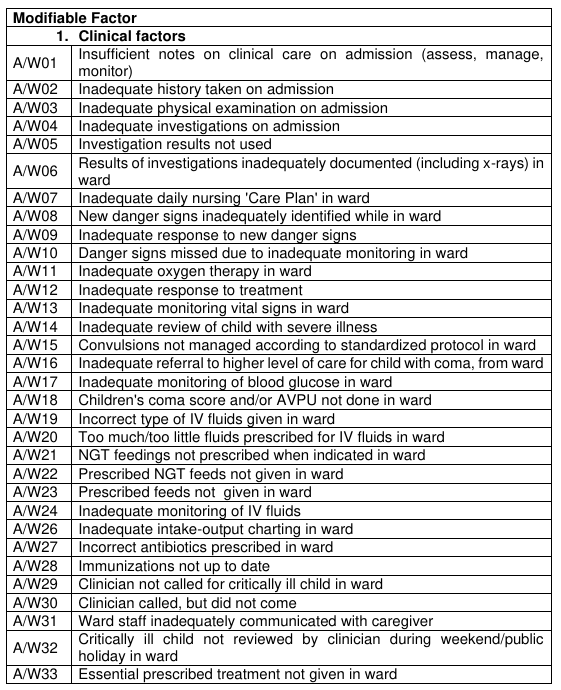 Modifiable Factor
1. Clinical factors
A/W01 Insufficient notes on clinical care on admission (assess, manage,
monitor)
A/W02 Inadequate history taken on admission
A/W03 Inadequate physical examination on admission
A/W04 Inadequate investigations on admission
A/W05 Investigation results not used
A/W06 Results of investigations inadequately documented (including x-rays) in
ward
A/W07 Inadequate daily nursing 'Care Plan' in ward
A/W08 New danger signs inadequately identified while in ward
A/W09 Inadequate response to new danger signs
A/W10 Danger signs missed due to inadequate monitoring in ward
A/W11 Inadequate oxygen therapy in ward
A/W12 Inadequate response to treatment
A/W13 Inadequate monitoring vital signs in ward
A/W14 Inadequate review of child with severe illness
A/W15 Convulsions not managed according to standardized protocol in ward
A/W16 Inadequate referral to higher level of care for child with coma, from ward
A/W17 Inadequate monitoring of blood glucose in ward
A/W18 Children's coma score and/or AVPU not done in ward
A/W19 Incorrect type of IV fluids given in ward
A/W20 Too much/too little fluids prescribed for IV fluids in ward
A/W21 NGT feedings not prescribed when indicated in ward
A/W22 Prescribed NGT feeds not given in ward
A/W23 Prescribed feeds not given in ward
A/W24 Inadequate monitoring of IV fluids
A/W26 Inadequate intake-output charting in ward
A/W27 Incorrect antibiotics prescribed in ward
A/W28 Immunizations not up to date
A/W29 Clinician not called for critically ill child in ward
A/W30 Clinician called, but did not come
A/W31 Ward staff inadequately communicated with caregiver
A/W32 Critically ill child not reviewed by clinician during weekend/public
holiday in ward
A/W33 Essential prescribed treatment not given in ward